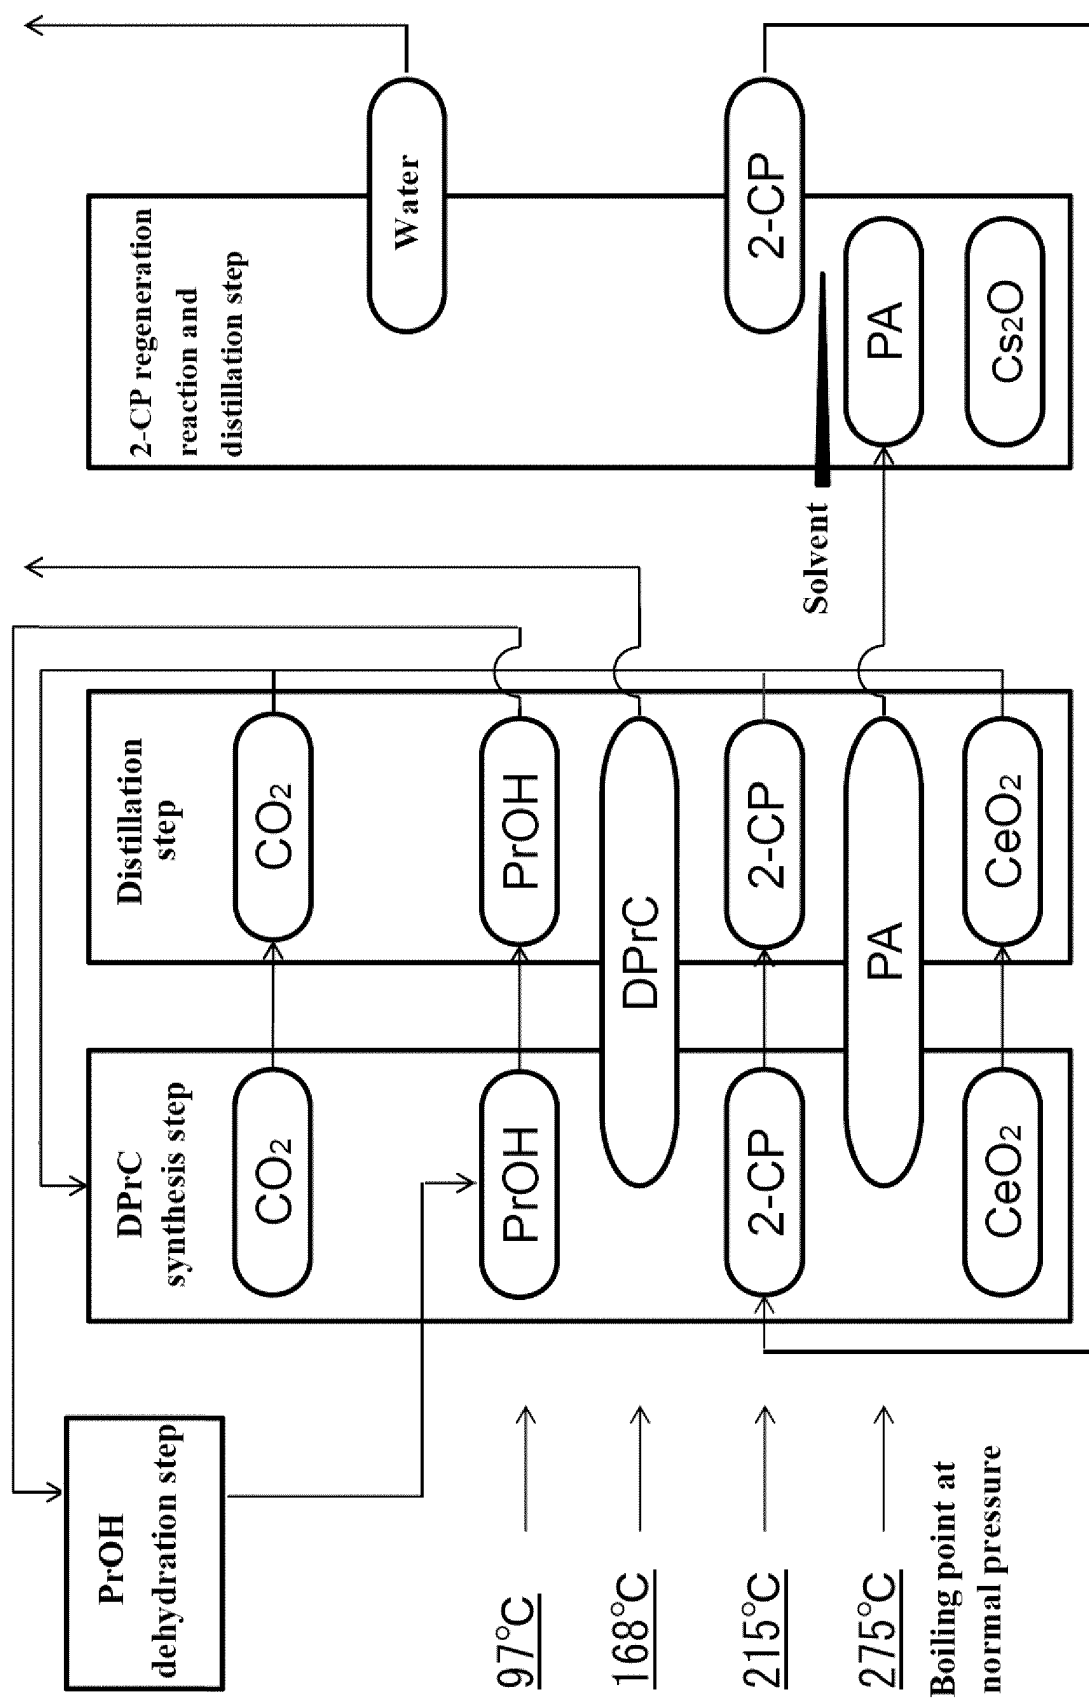 PrOH
dehydration step
97°C
168°C
215°C
275°C
Boiling point at
normal pressure
DPrC
synthesis step
CO2
PrOH
2-CP
CeO2
DPrC
PA
Distillation
step
CO2
PrOH
2-CP
CeO2
Solvent
2-CP regeneration
reaction and
distillation step
Water
2-CP
PA
Cs2O